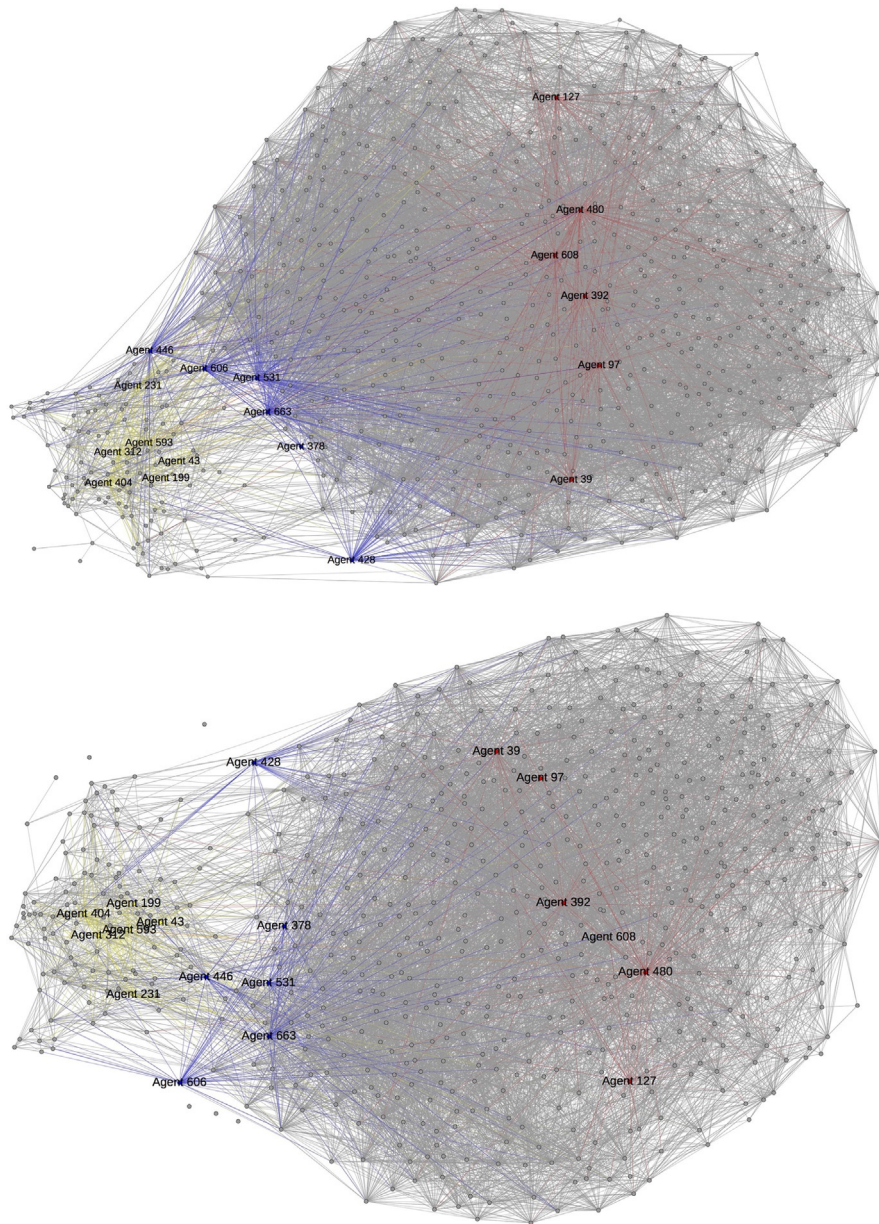 Agent 127
Agent 480
Agent 608
Agent 392
Agent 446
Agent 606
Agent 97
Agent 531
Agent 231
Agent 663
Agent 593
Agent 378
Agent 312
Agent 43
Agent 199
Agent 39
Agent 404
Agent 428
Agent 39
Agent 428
Agent 97
Agent 199
Agent 392
Agent 404
Agent 43
Agent 378
Agent 593
Agent 312
Agent 608
Agent 480
Agent 446
Agent 531
Agent 231
Agent 663
Agent 606
Agent 127